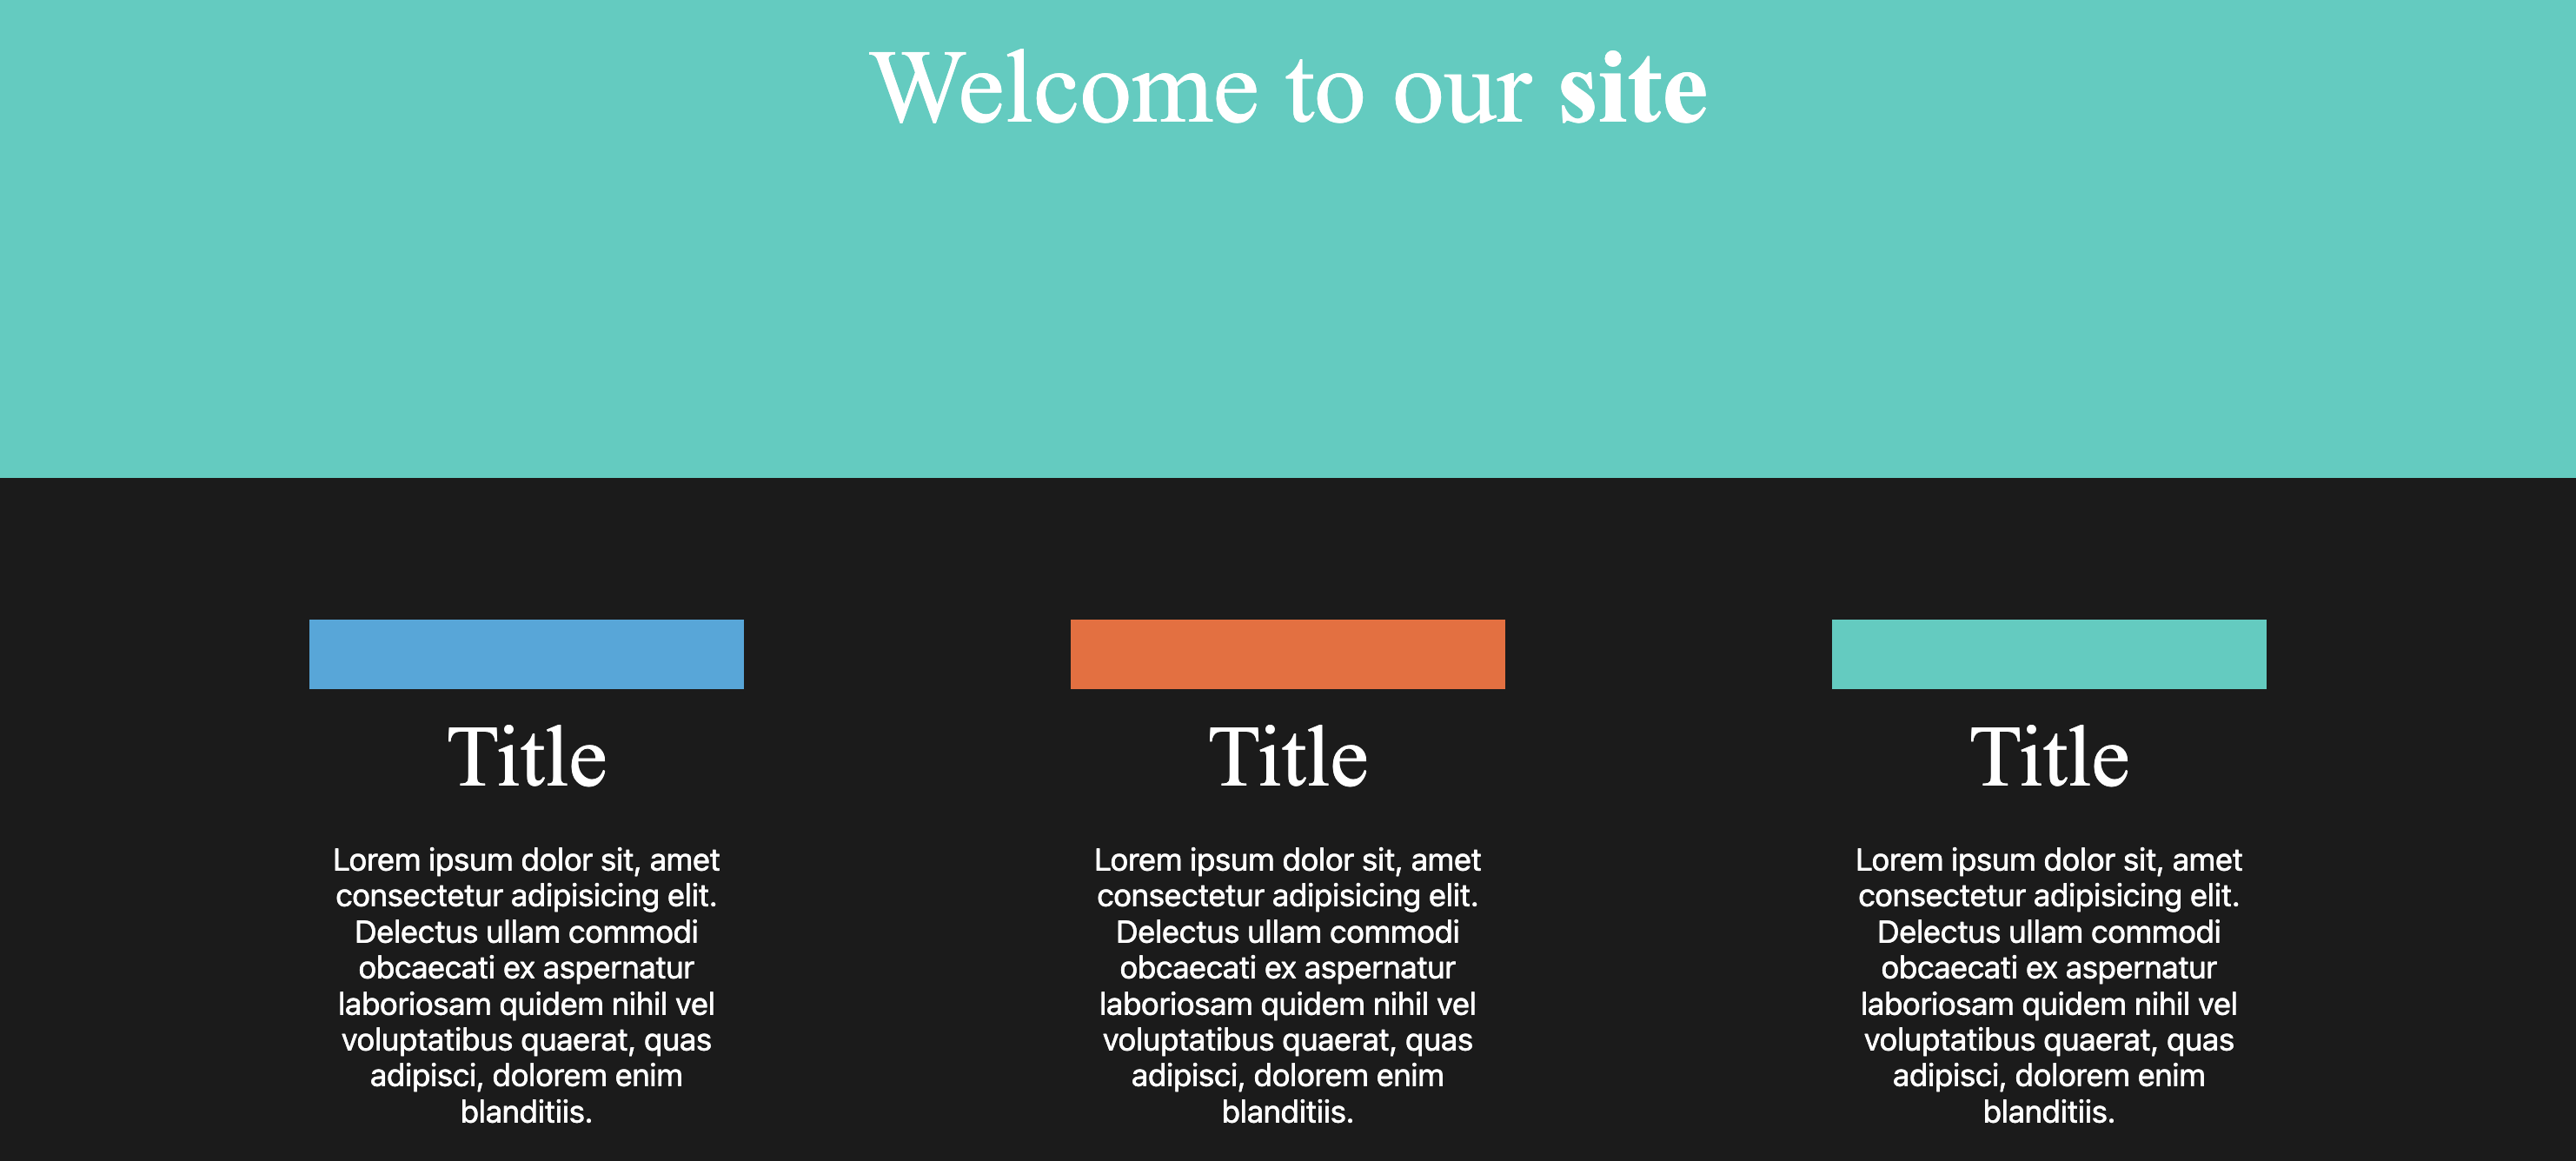 Welcome to our site
Title
Lorem ipsum dolor sit, amet
consectetur adipisicing elit.
Delectus ullam commodi
obcaecati ex aspernatur
laboriosam quidem nihil vel
voluptatibus quaerat, quas
adipisci, dolorem enim
blanditiis.
Title
Lorem ipsum dolor sit, amet
consectetur adipisicing elit.
Delectus ullam commodi
obcaecati ex aspernatur
laboriosam quidem nihil vel
voluptatibus quaerat, quas
adipisci, dolorem enim
blanditiis.
Title
Lorem ipsum dolor sit, amet
consectetur adipisicing elit.
Delectus ullam commodi
obcaecati ex aspernatur
laboriosam quidem nihil vel
voluptatibus quaerat, quas
adipisci, dolorem enim
blanditiis.